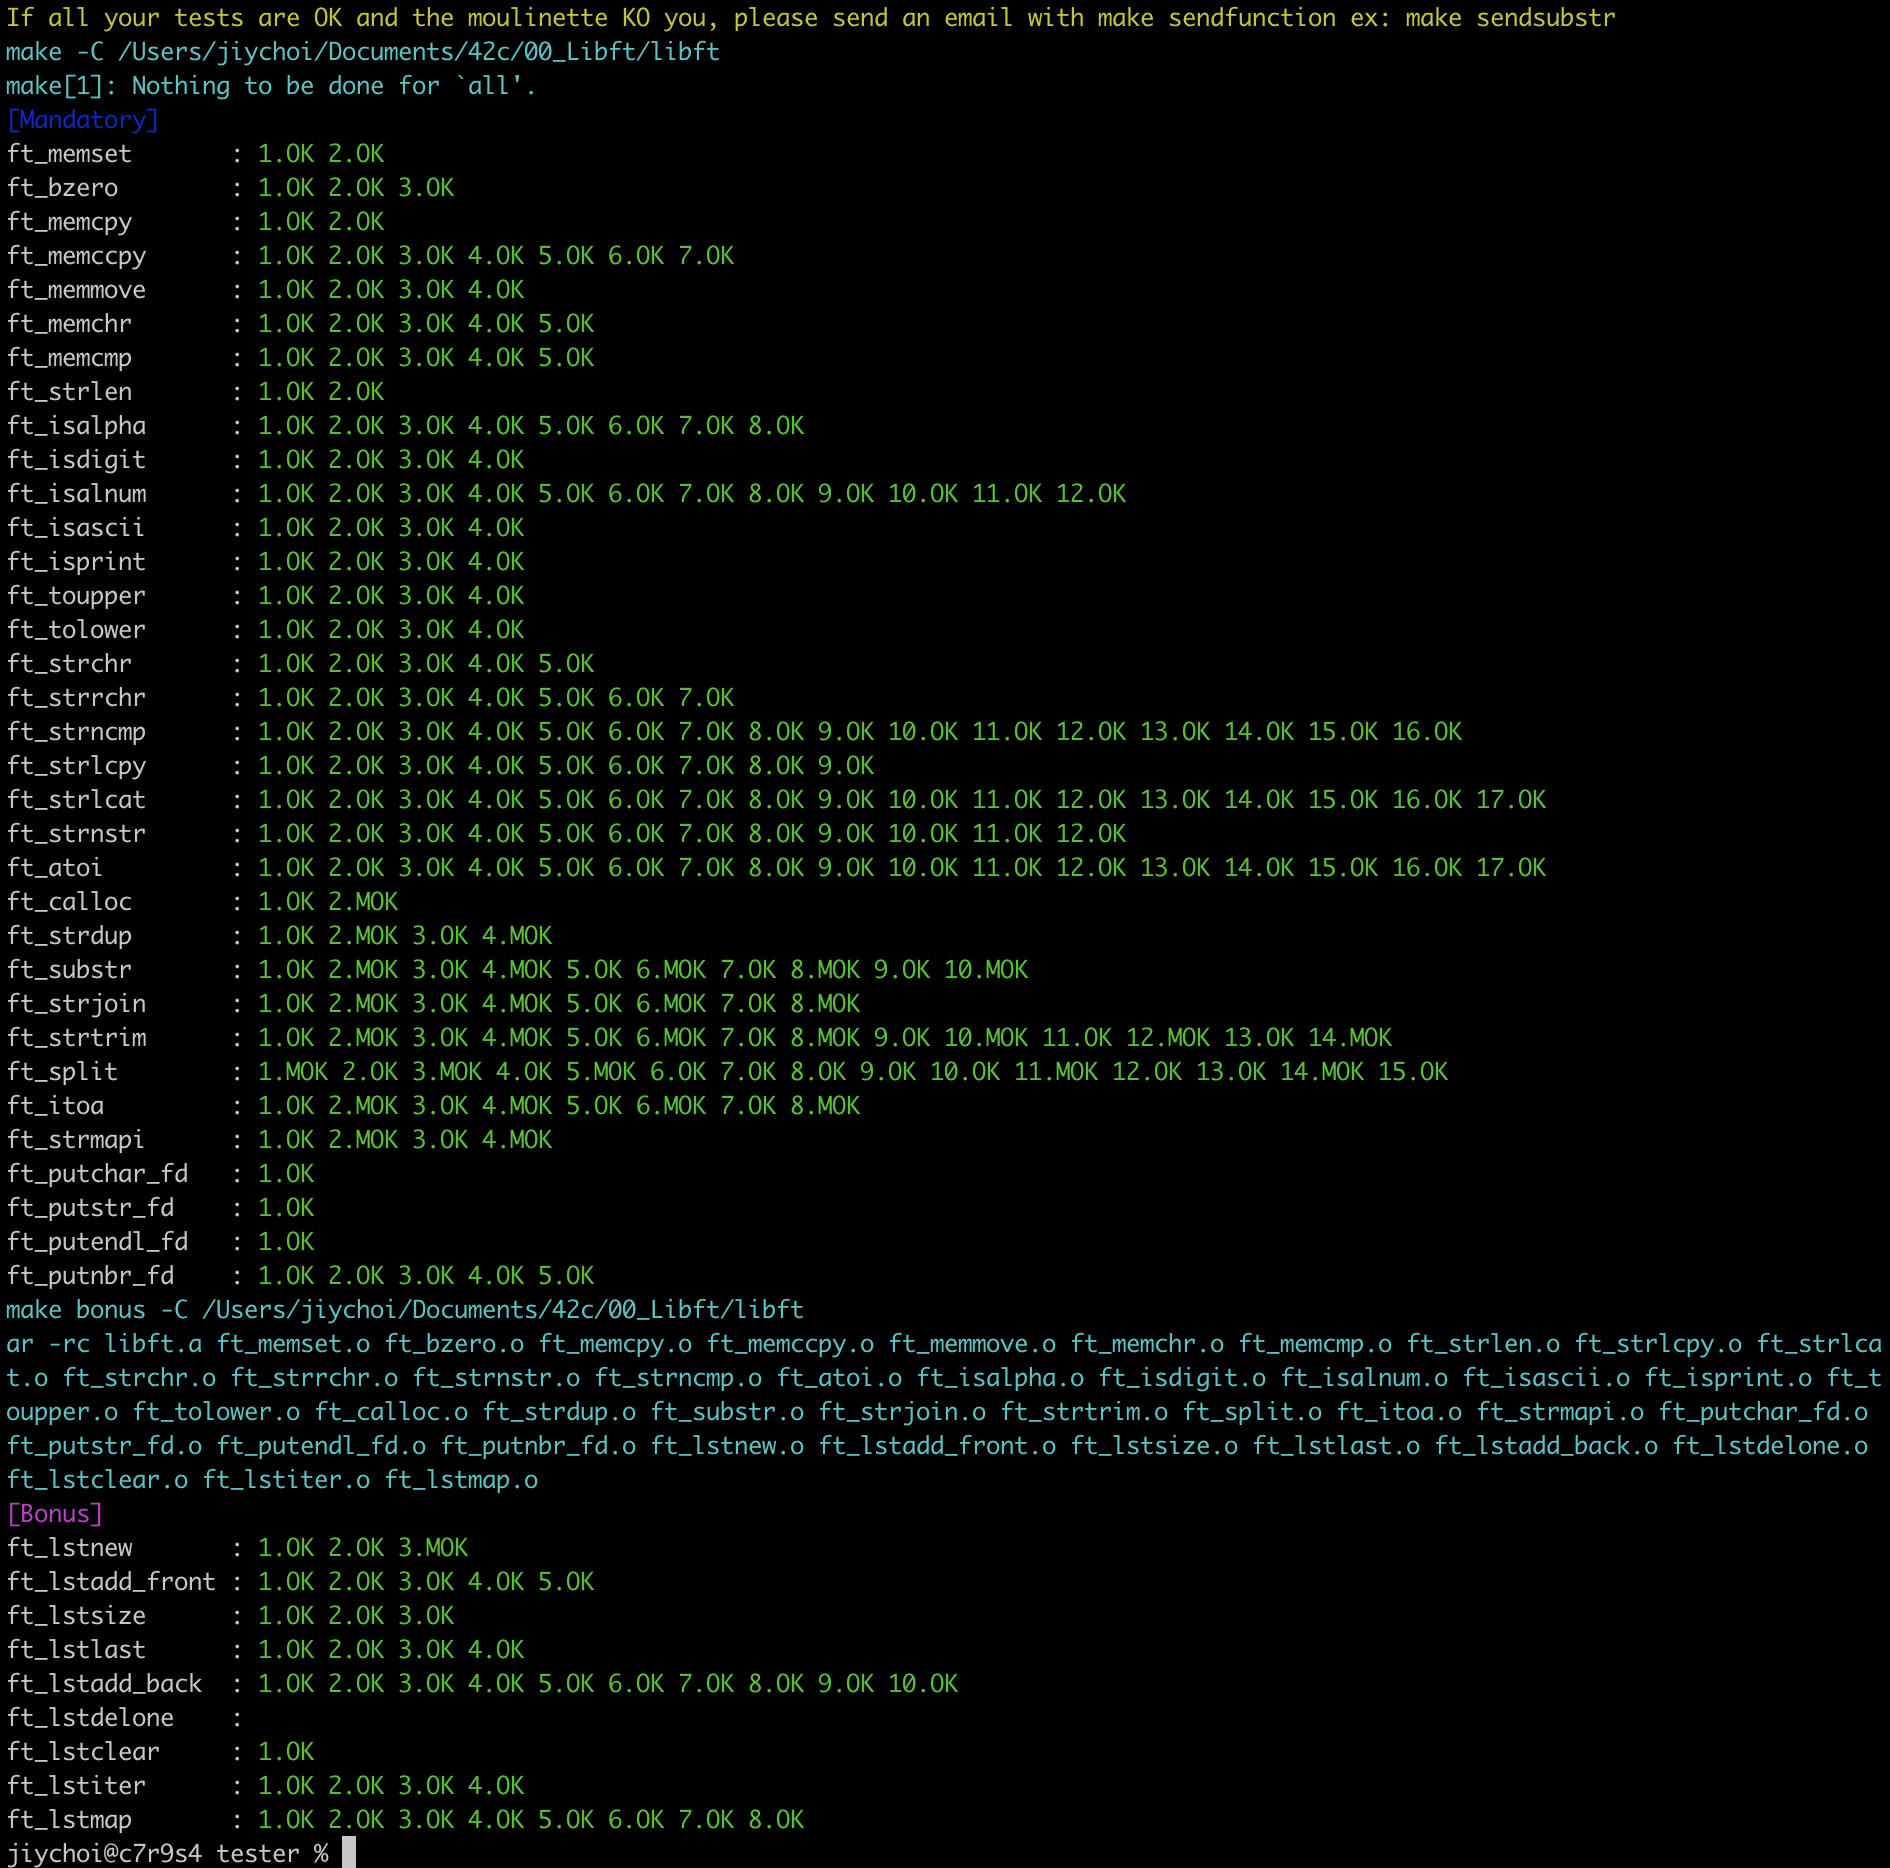 If all your tests are OK and the moulinette KO you, please send an email with make sendfunction ex: make sendsubstr
make -C /Users/jiychoi/Documents/42c/00_Libft/libft
make[1]: Nothing to be done for `all'.
[Mandatory]
ft_memset       : 1.OK 2.OK
ft_bzero        : 1.OK 2.OK 3.OK
ft_memcpy       : 1.OK 2.OK
ft_memccpy      : 1.OK 2.OK 3.OK 4.OK 5.OK 6.OK 7.OK
ft_memmove      : 1.OK 2.OK 3.OK 4.OK
ft_memchr       : 1.OK 2.OK 3.OK 4.OK 5.OK
ft_memcmp       : 1.OK 2.OK 3.OK 4.OK 5.OK
ft_strlen       : 1.OK 2.OK
ft_isalpha      : 1.OK 2.OK 3.OK 4.OK 5.OK 6.OK 7.OK 8.OK
ft_isdigit      : 1.OK 2.OK 3.OK 4.OK
ft_isalnum      : 1.OK 2.OK 3.OK 4.OK 5.OK 6.OK 7.OK 8.OK 9.OK 10.OK 11.OK 12.OK
ft_isascii      : 1.OK 2.OK 3.OK 4.OK
ft_isprint      : 1.OK 2.OK 3.OK 4.OK
ft_toupper      : 1.OK 2.OK 3.OK 4.OK
ft_tolower      : 1.OK 2.OK 3.OK 4.OK
ft_strchr       : 1.OK 2.OK 3.OK 4.OK 5.OK
ft_strrchr      : 1.OK 2.OK 3.OK 4.OK 5.OK 6.OK 7.OK
ft_strncmp      : 1.OK 2.OK 3.OK 4.OK 5.OK 6.OK 7.OK 8.OK 9.OK 10.OK 11.OK 12.OK 13.OK 14.OK 15.OK 16.OK
ft_strlcpy      : 1.OK 2.OK 3.OK 4.OK 5.OK 6.OK 7.OK 8.OK 9.OK
ft_strlcat      : 1.OK 2.OK 3.OK 4.OK 5.OK 6.OK 7.OK 8.OK 9.OK 10.OK 11.OK 12.OK 13.OK 14.OK 15.OK 16.OK 17.OK
ft_strnstr      : 1.OK 2.OK 3.OK 4.OK 5.OK 6.OK 7.OK 8.OK 9.OK 10.OK 11.OK 12.OK
ft_atoi         : 1.OK 2.OK 3.OK 4.OK 5.OK 6.OK 7.OK 8.OK 9.OK 10.OK 11.OK 12.OK 13.OK 14.OK 15.OK 16.OK 17.OK
ft_calloc       : 1.OK 2.MOK
ft_strdup       : 1.OK 2.MOK 3.OK 4.MOK
ft_substr       : 1.OK 2.MOK 3.OK 4.MOK 5.OK 6.MOK 7.OK 8.MOK 9.OK 10.MOK
ft_strjoin      : 1.OK 2.MOK 3.OK 4.MOK 5.OK 6.MOK 7.OK 8.MOK
ft_strtrim      : 1.OK 2.MOK 3.OK 4.MOK 5.OK 6.MOK 7.OK 8.MOK 9.OK 10.MOK 11.OK 12.MOK 13.OK 14.MOK
ft_split        : 1.MOK 2.OK 3.MOK 4.OK 5.MOK 6.OK 7.OK 8.OK 9.OK 10.OK 11.MOK 12.OK 13.OK 14.MOK 15.OK
ft_itoa         : 1.OK 2.MOK 3.OK 4.MOK 5.OK 6.MOK 7.OK 8.MOK
ft_strmapi      : 1.OK 2.MOK 3.OK 4.MOK
ft_putchar_fd   : 1.OK
ft_putstr_fd    : 1.OK
ft_putendl_fd   : 1.OK
ft_putnbr_fd    : 1.OK 2.OK 3.OK 4.OK 5.OK
make bonus -C /Users/jiychoi/Documents/42c/00_Libft/libft
ar -rc libft.a ft_memset.o ft_bzero.o ft_memcpy.o ft_memccpy.o ft_memmove.o ft_memchr.o ft_memcmp.o ft_strlen.o ft_strlcpy.o ft_strlca
t.o ft_strchr.o ft_strrchr.o ft_strnstr.o ft_strncmp.o ft_atoi.o ft_isalpha.o ft_isdigit.o ft_isalnum.o ft_isascii.o ft_isprint.o ft_t
oupper.o ft_tolower.o ft_calloc.o ft_strdup.o ft_substr.o ft_strjoin.o ft_strtrim.o ft_split.o ft_itoa.o ft_strmapi.o ft_putchar_fd.o
ft_putstr_fd.o ft_putendl_fd.o ft_putnbr_fd.o ft_lstnew.o ft_lstadd_front.o ft_lstsize.o ft_lstlast.o ft_lstadd_back.o ft_lstdelone.o
ft_lstclear.o ft_lstiter.o ft_lstmap.o
[Bonus]
ft_lstnew       : 1.OK 2.OK 3.MOK
ft_lstadd_front : 1.OK 2.OK 3.OK 4.OK 5.OK
ft_lstsize      : 1.OK 2.OK 3.OK
ft_lstlast      : 1.OK 2.OK 3.OK 4.OK
ft_lstadd_back  : 1.OK 2.OK 3.OK 4.OK 5.OK 6.OK 7.OK 8.OK 9.OK 10.OK
ft_lstdelone    :
ft_lstclear     : 1.OK
ft_lstiter      : 1.OK 2.OK 3.OK 4.OK
ft_lstmap       : 1.OK 2.OK 3.OK 4.OK 5.OK 6.OK 7.OK 8.OK
jiychoi@c7r9s4 tester %